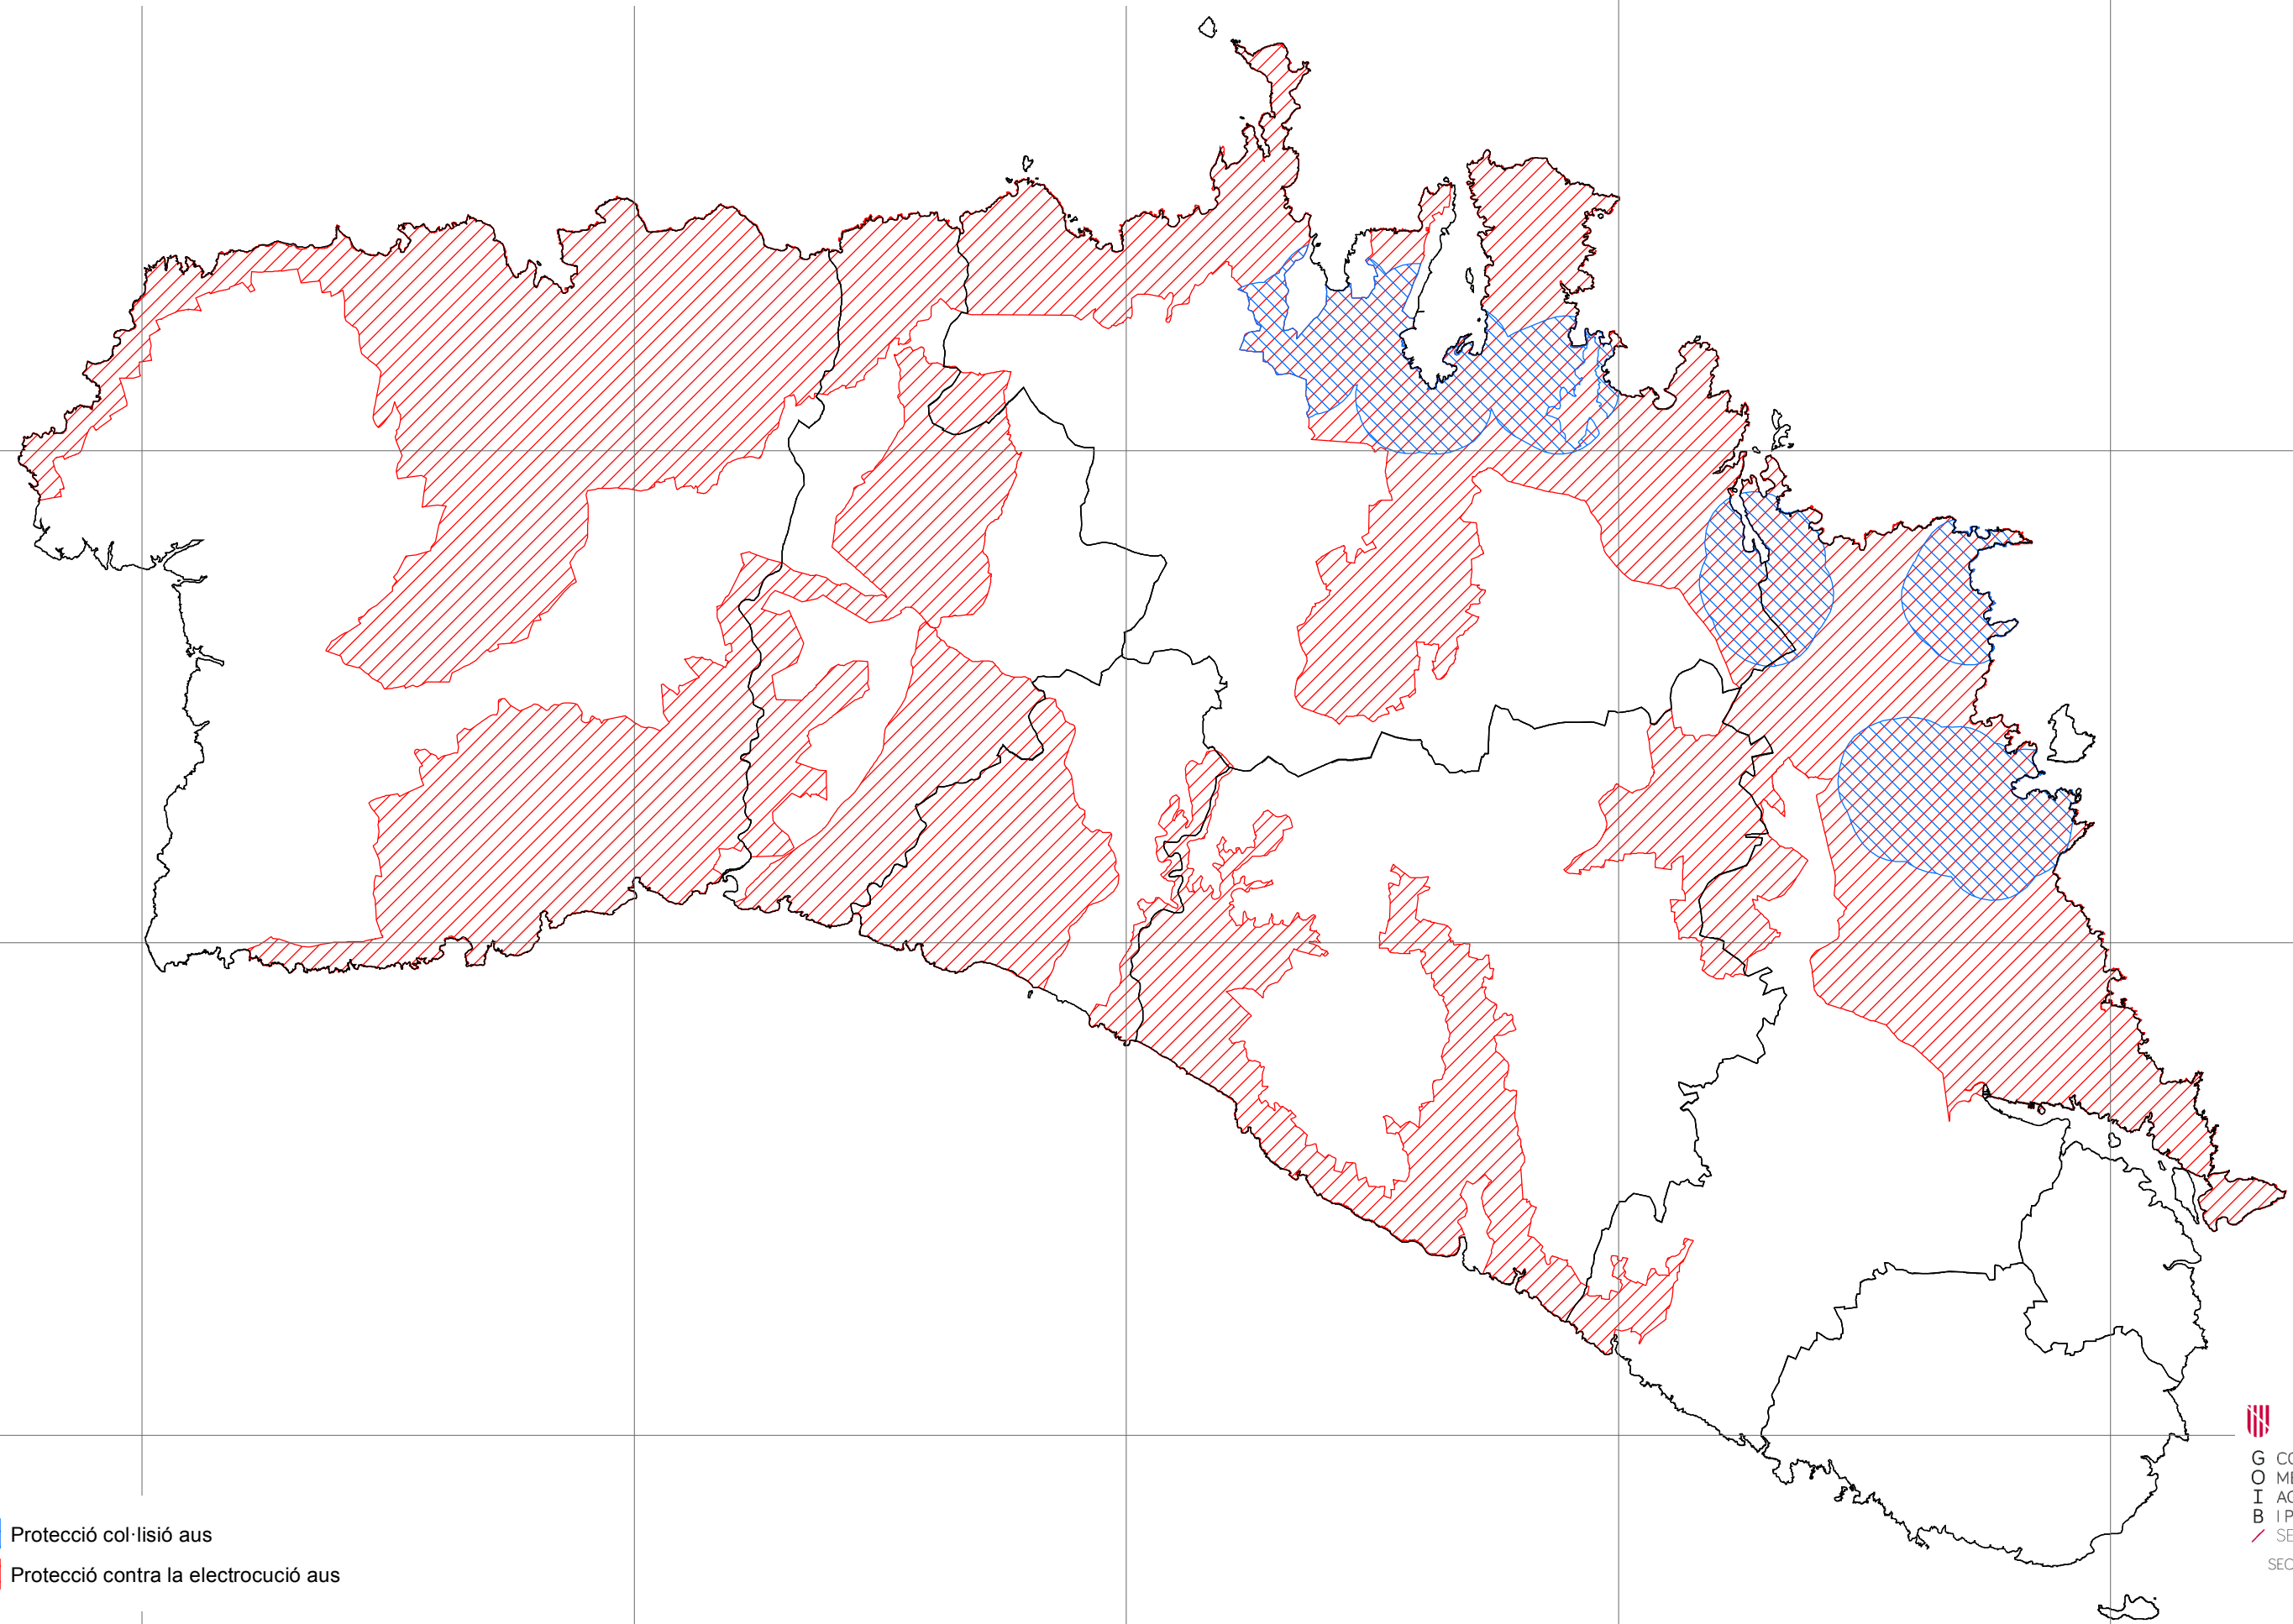 Protecció col·lisió aus
Protecció contra la electrocució aus
G
O
I
B